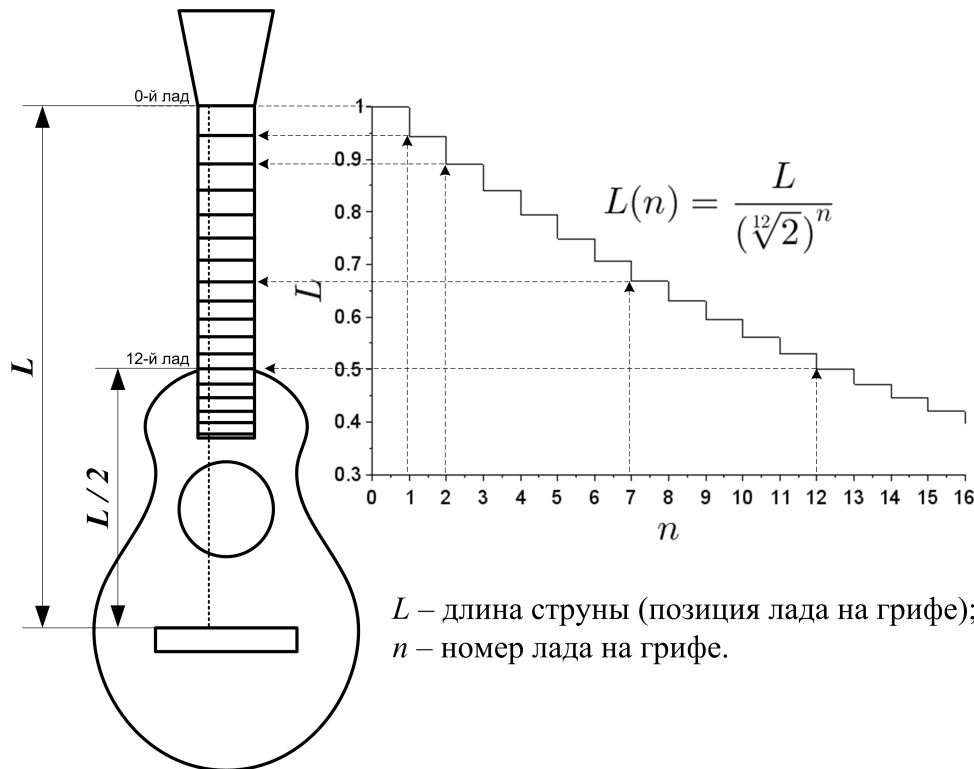 0-й лад
12-й лад
L
L / 2
1
0.9
0.8
0.7
0.6
0.5
0.4
0.3
L
0 1 2 3 4 5 6 7 8 9 10 11 12 13 14 15 16
n
L(n) = L / (¹²√2)ⁿ
L – длина струны (позиция лада на грифе);
n – номер лада на грифе.